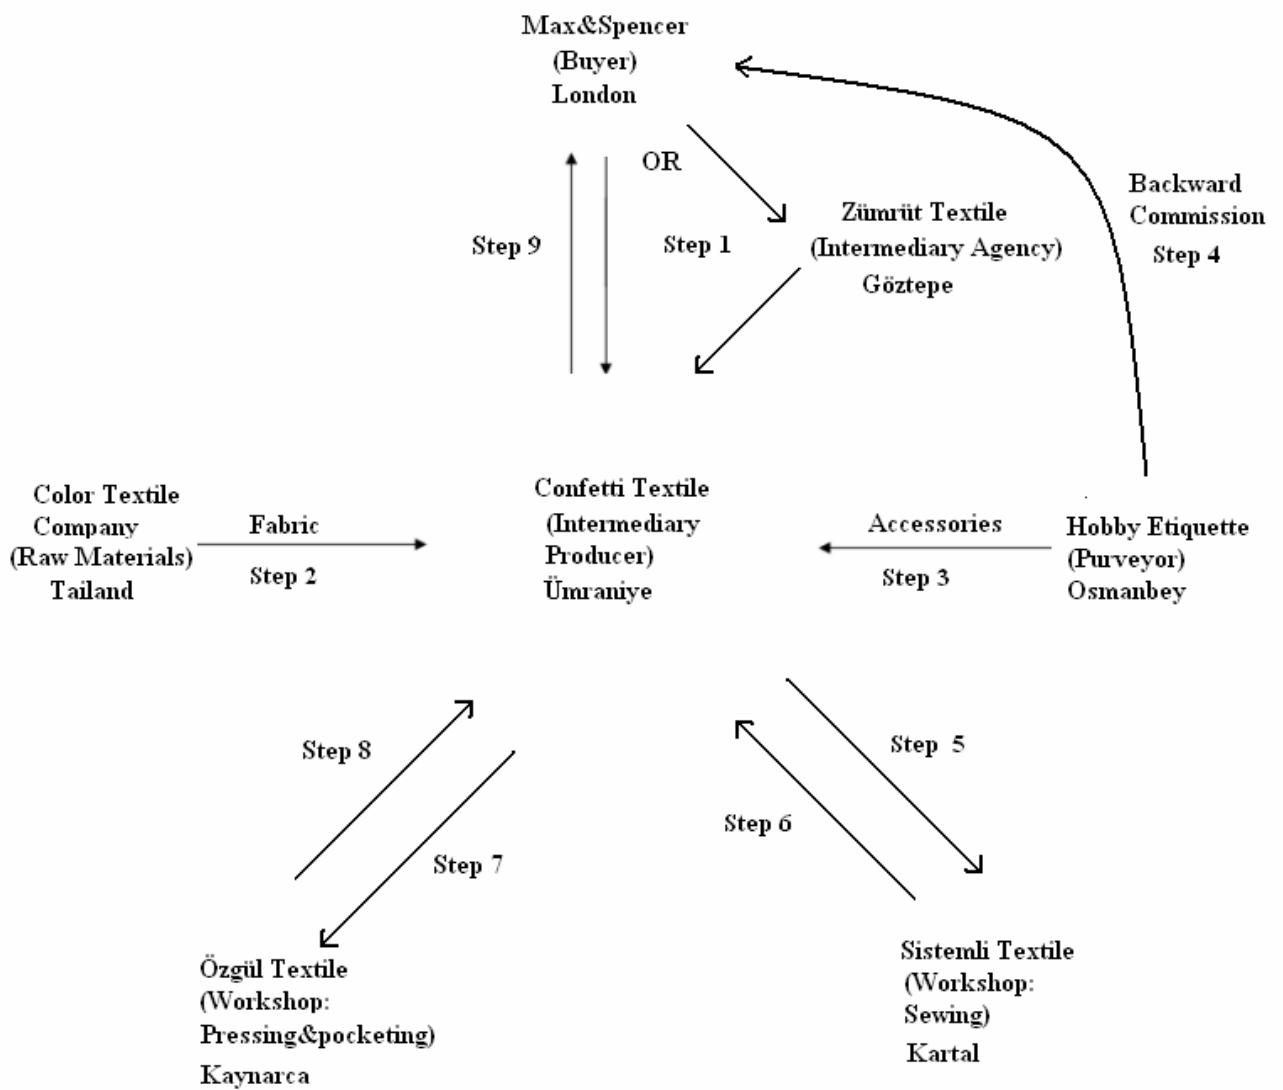 Max&Spencer
(Buyer)
London
OR
Backward
Commission
Step 4
Zümrüt Textile
(Intermediary Agency)
Göztepe
Step 9
Step 1
Color Textile
Company
(Raw Materials)
Tailand
Fabric
Step 2
Confetti Textile
(Intermediary
Producer)
Ümraniye
Accessories
Step 3
Hobby Etiquette
(Purveyor)
Osmanbey
Step 8
Step 7
Step 6
Step 5
Özgül Textile
(Workshop:
Pressing&pocketing)
Kaynarca
Sistemli Textile
(Workshop:
Sewing)
Kartal